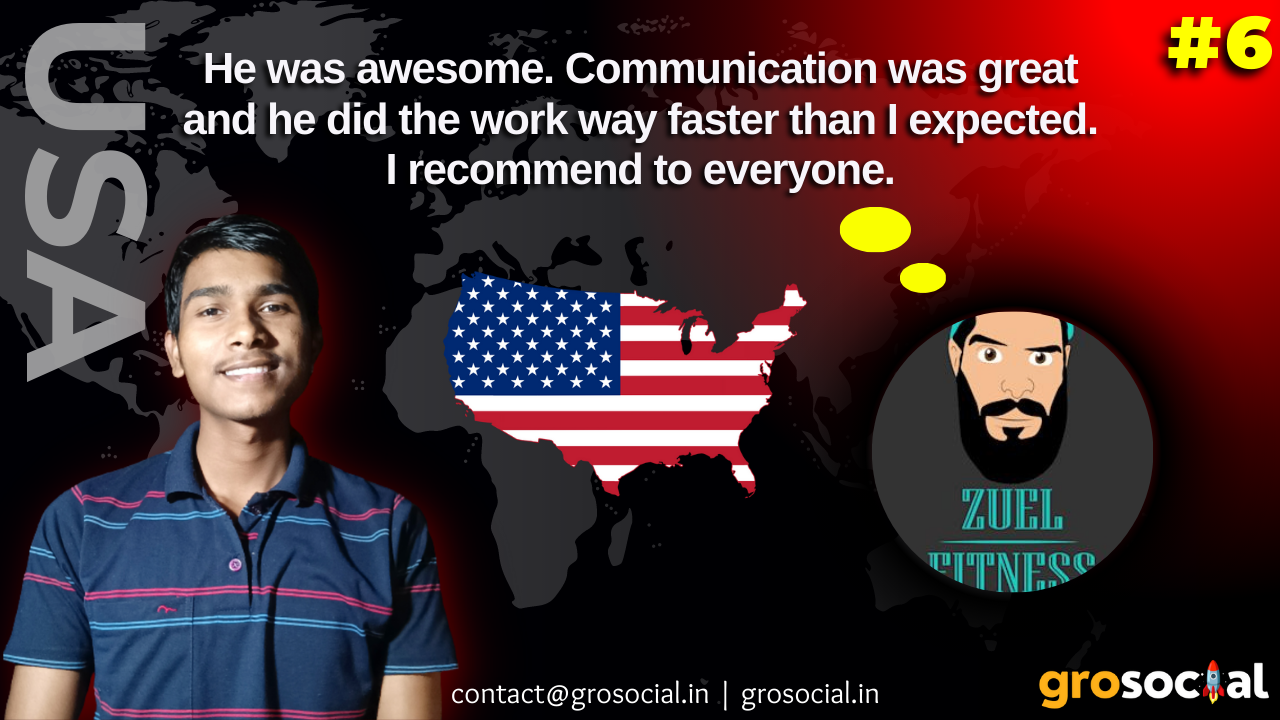 USA
#6
He was awesome. Communication was great
and he did the work way faster than I expected.
I recommend to everyone.
ZUEL
FITNESS
contact@grosocial.in | grosocial.in
grosocial